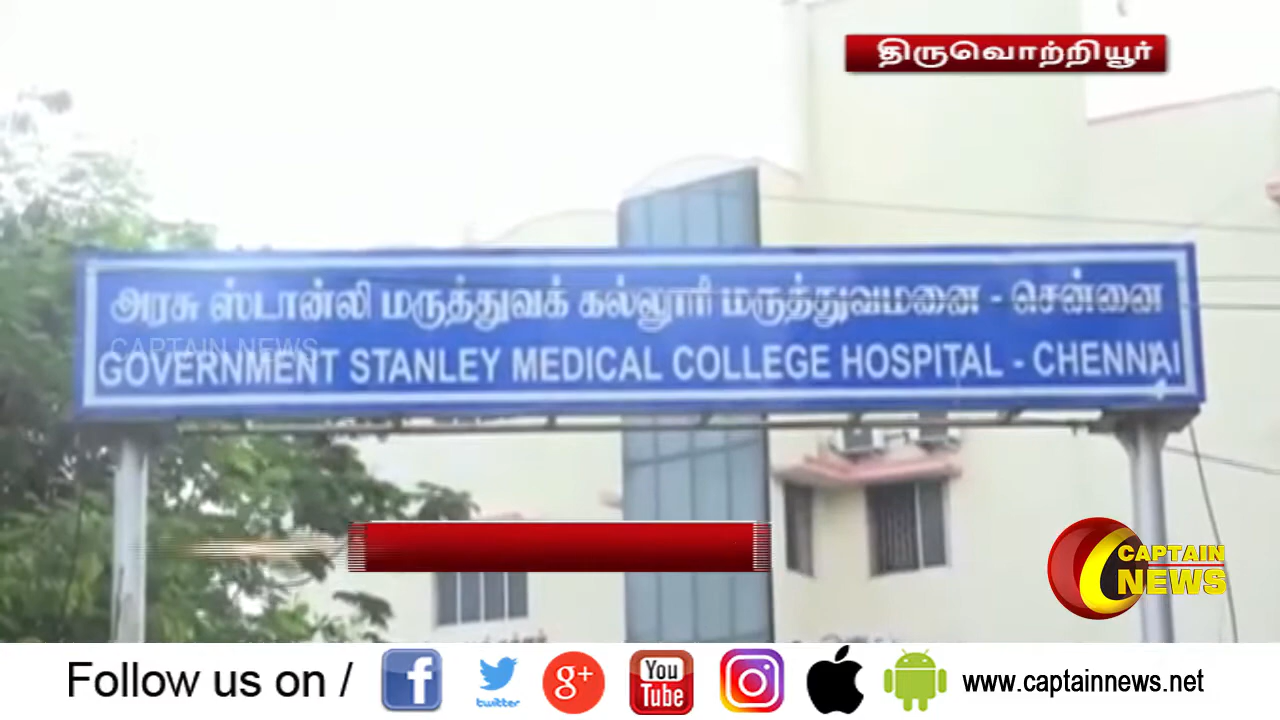 திருவொற்றியூர்
அரசு ஸ்டான்லி மருத்துவக் கல்லூரி மருத்துவமனை - சென்னை
CAPTAIN NEWS
GOVERNMENT STANLEY MEDICAL COLLEGE HOSPITAL - CHENNAI
CAPTAIN
NEWS
Follow us on / f twitter g+ You Tube www.captainnews.net